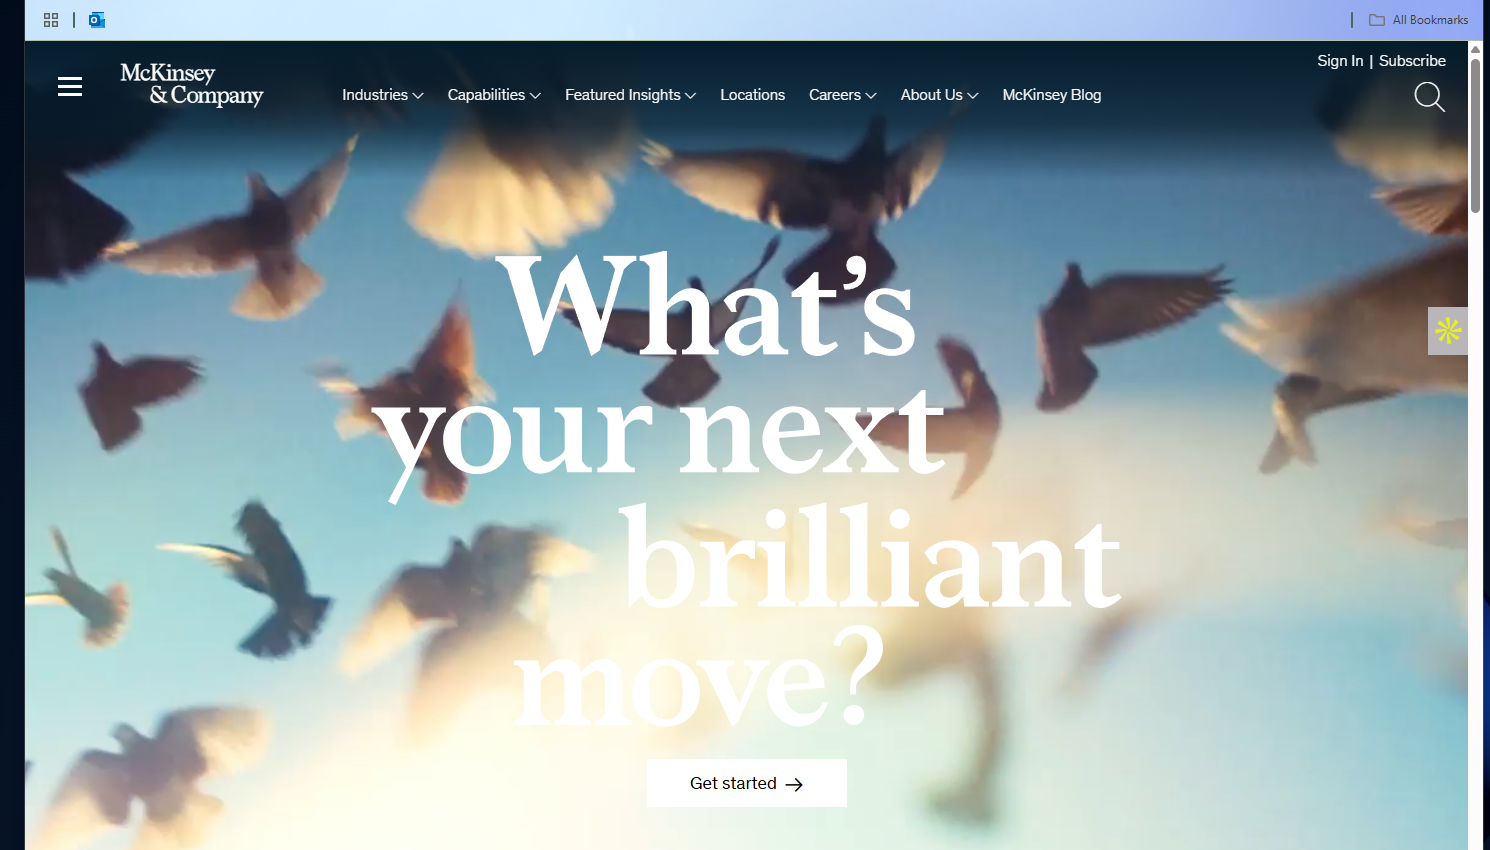 All Bookmarks
Sign In | Subscribe
McKinsey
& Company
Industries Capabilities Featured Insights Locations Careers About Us McKinsey Blog
What’s
your next
brilliant
move?
Get started →